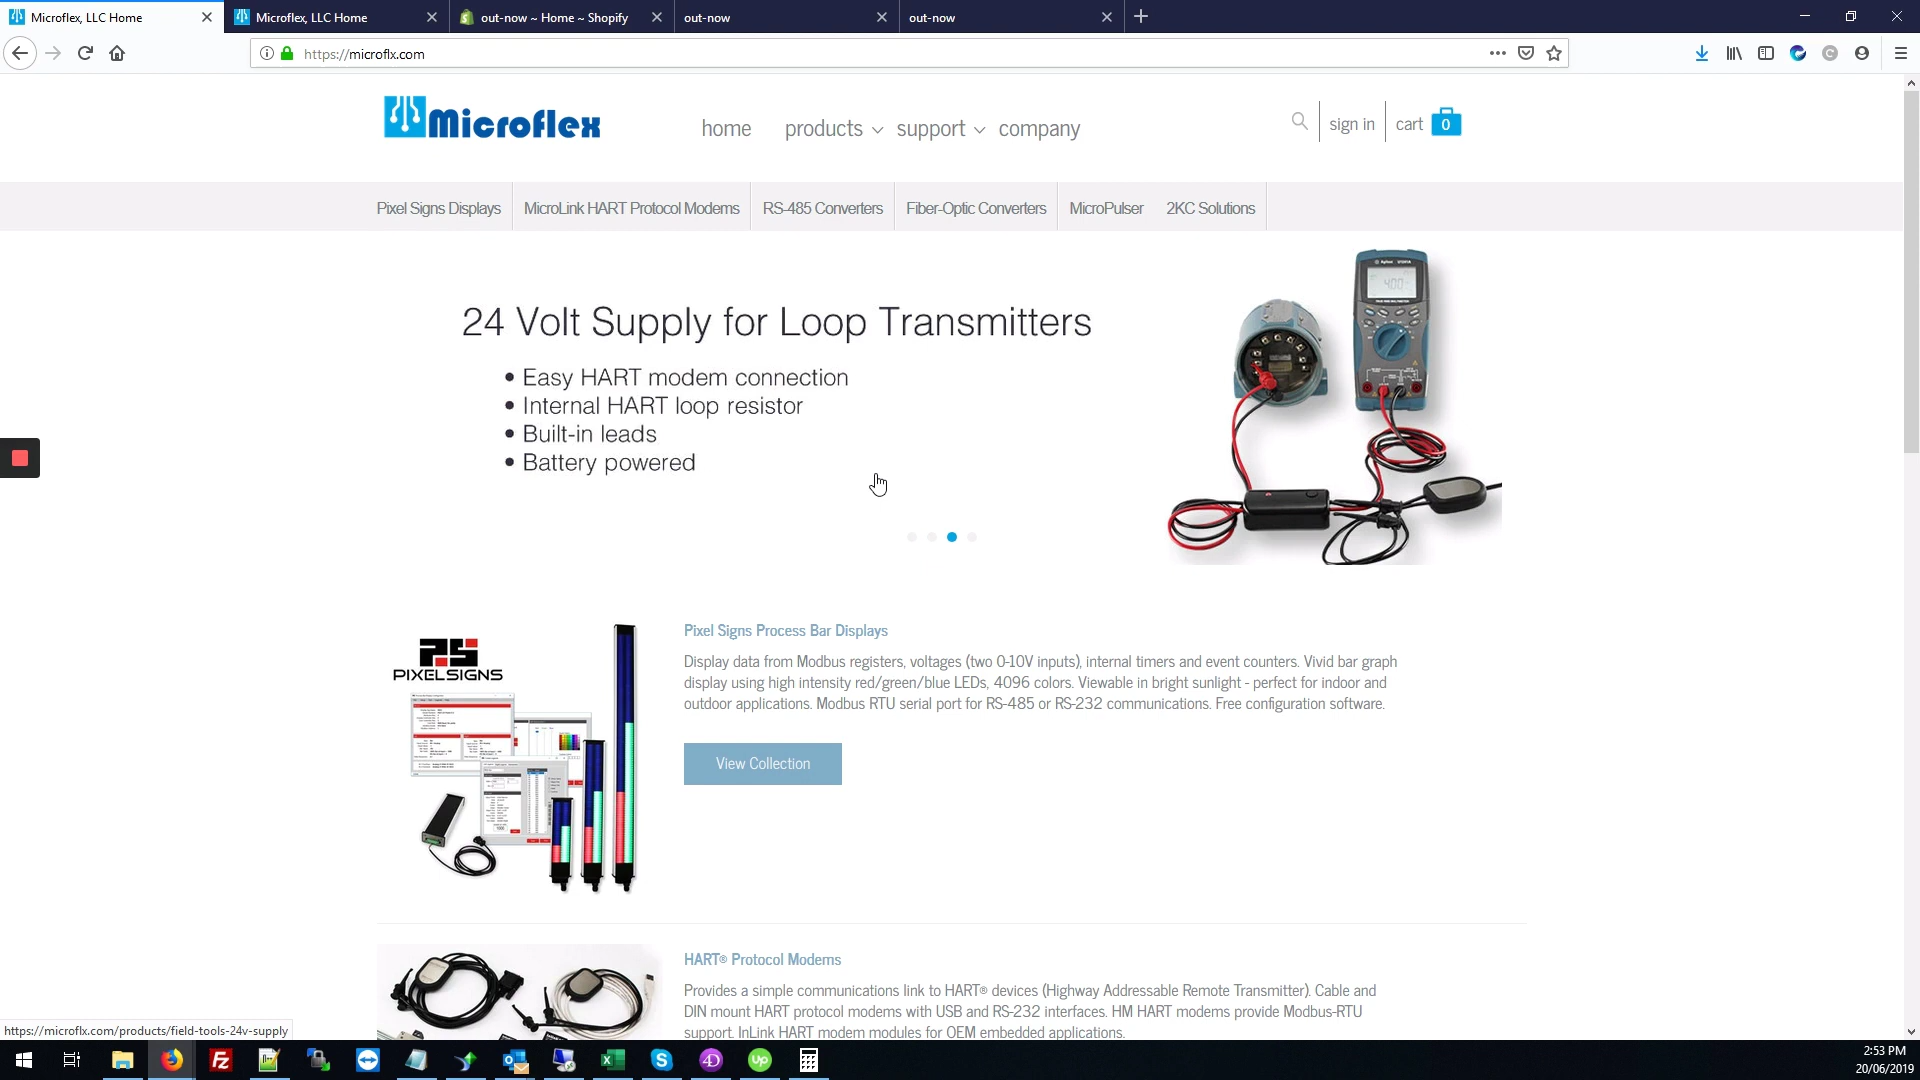 Microflex, LLC Home
Microflex, LLC Home
out-now ~ Home ~ Shopify
out-now
out-now
https://microflx.com
Microflex
home
products
support
company
sign in
cart
0
Pixel Signs Displays
MicroLink HART Protocol Modems
RS-485 Converters
Fiber-Optic Converters
MicroPulser
2KC Solutions
24 Volt Supply for Loop Transmitters
• Easy HART modem connection
• Internal HART loop resistor
• Built-in leads
• Battery powered
PIXELSIGNS
Pixel Signs Process Bar Displays
Display data from Modbus registers, voltages (two 0-10V inputs), internal timers and event counters. Vivid bar graph
display using high intensity red/green/blue LEDs, 4096 colors. Viewable in bright sunlight - perfect for indoor and
outdoor applications. Modbus RTU serial port for RS-485 or RS-232 communications. Free configuration software.
View Collection
HART® Protocol Modems
Provides a simple communications link to HART® devices (Highway Addressable Remote Transmitter). Cable and
DIN mount HART protocol modems with USB and RS-232 interfaces. HM HART modems provide Modbus-RTU
support. InLink HART modem modules for OEM embedded applications.
https://microflx.com/products/field-tools-24v-supply
2:53 PM
20/06/2019